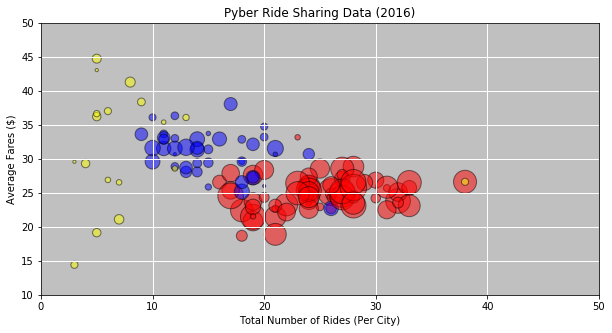 Pyber Ride Sharing Data (2016)
50
45
40
35
30
25
20
15
10
Average Fares ($)
0 10 20 30 40 50
Total Number of Rides (Per City)